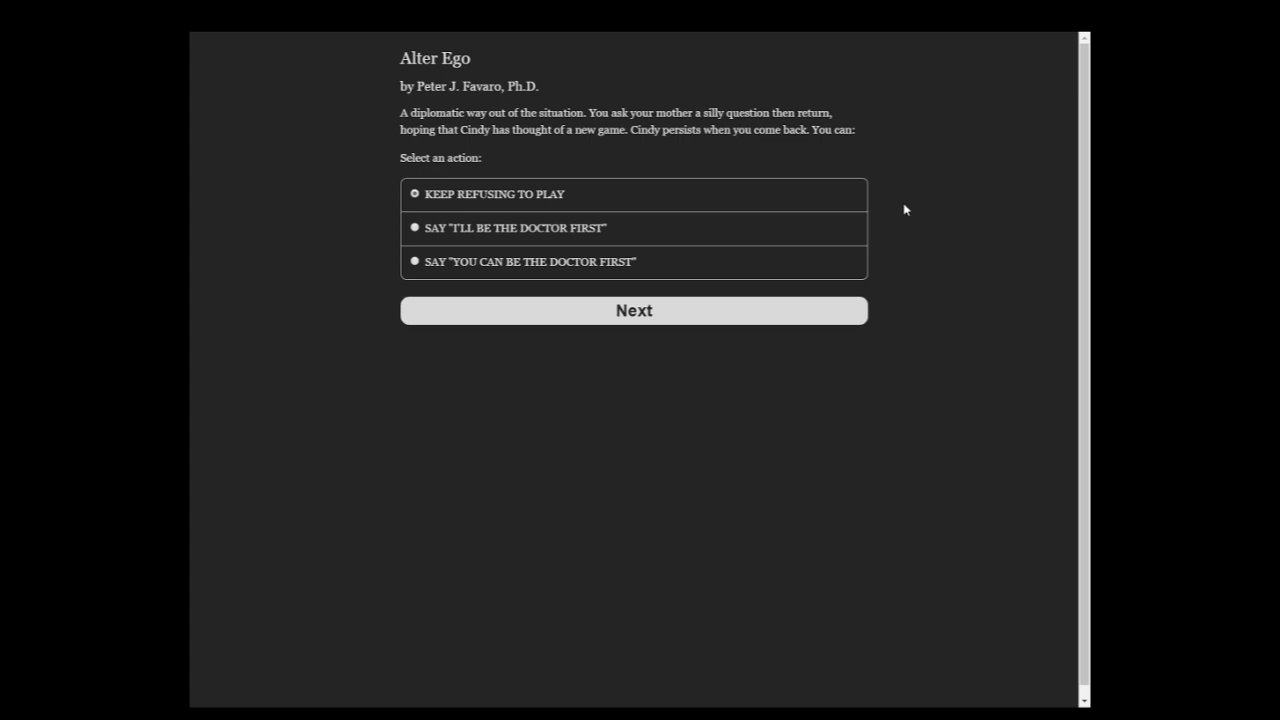 Alter Ego
by Peter J. Favaro, Ph.D.
A diplomatic way out of the situation. You ask your mother a silly question then return,
hoping that Cindy has thought of a new game. Cindy persists when you come back. You can:
Select an action:
KEEP REFUSING TO PLAY
SAY "I'LL BE THE DOCTOR FIRST"
SAY "YOU CAN BE THE DOCTOR FIRST"
Next